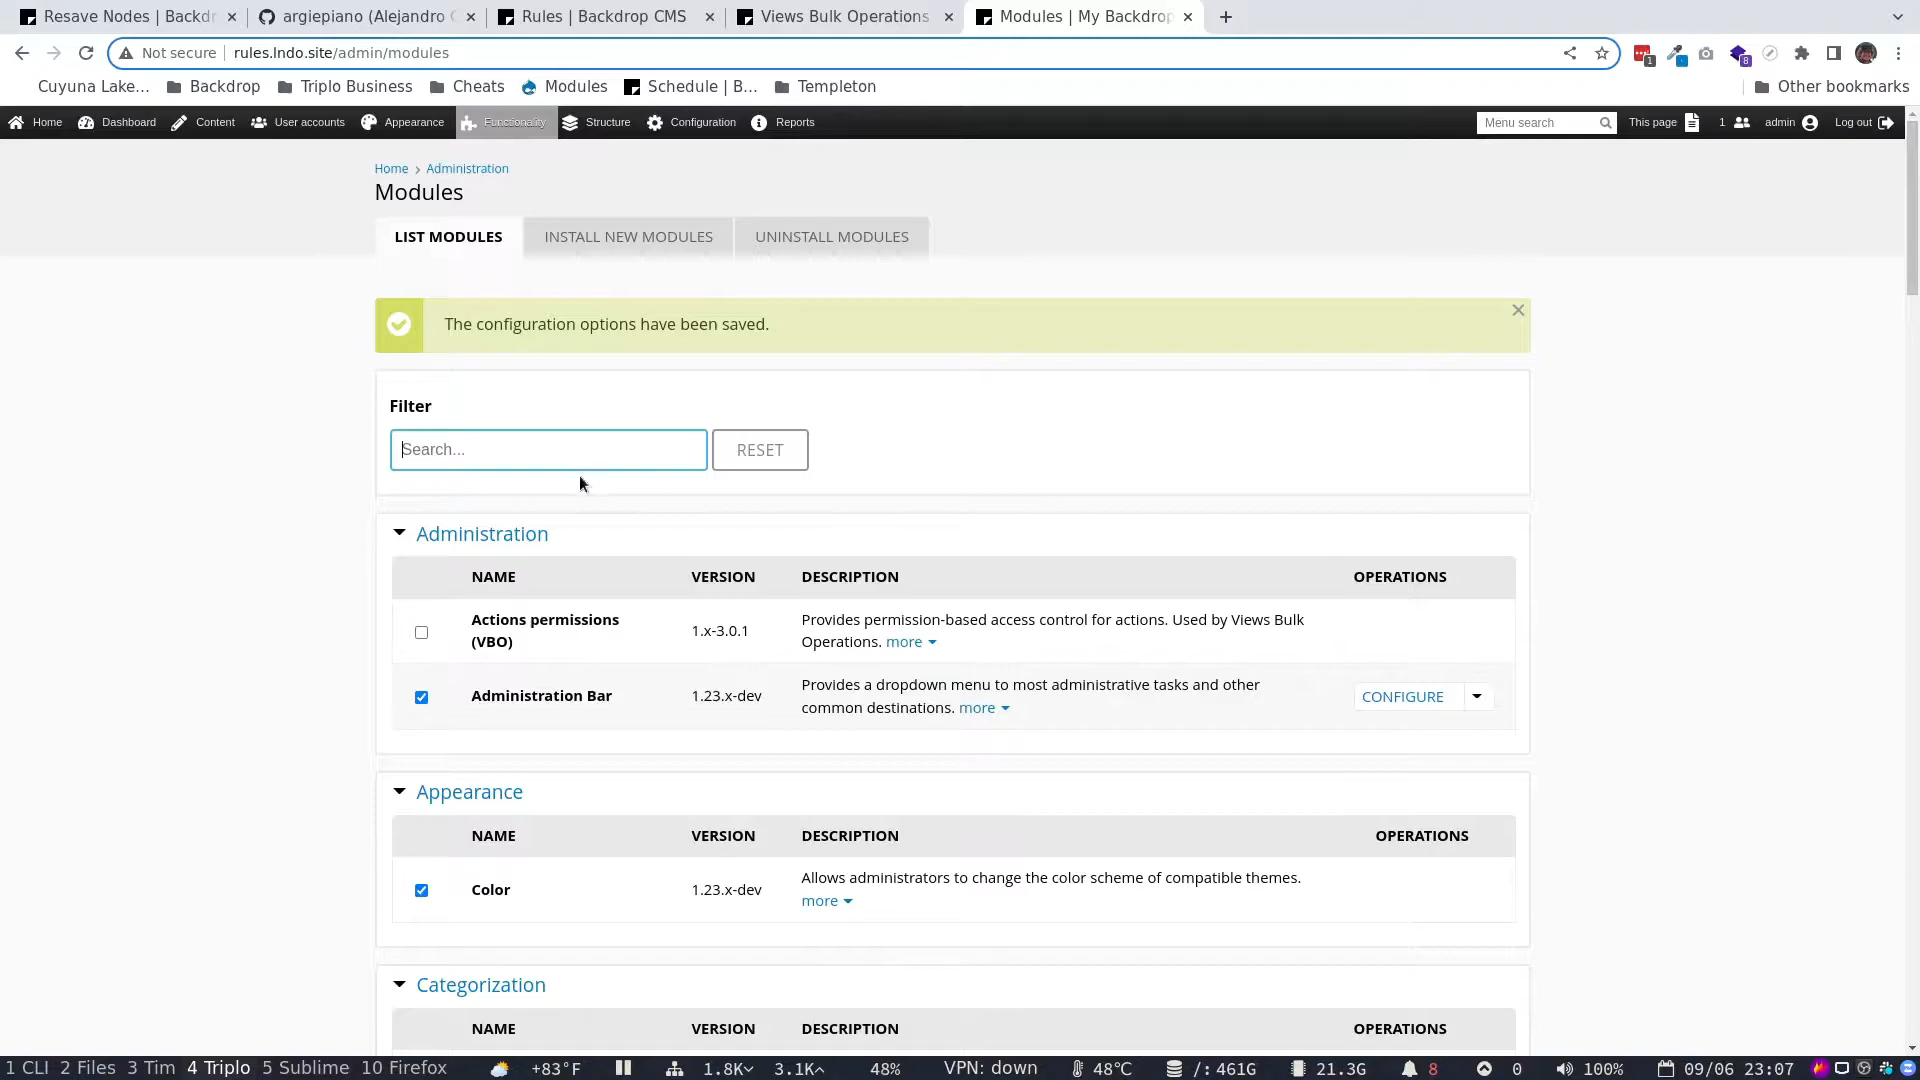 Resave Nodes | Backdr
argiepiano (Alejandro
Rules | Backdrop CMS
Views Bulk Operations
Modules | My Backdrop
Not secure
rules.lndo.site/admin/modules
1
8
Cuyuna Lake...
Backdrop
Triplo Business
Cheats
Modules
Schedule | B...
Templeton
Other bookmarks
Home
Dashboard
Content
User accounts
Appearance
Functionality
Structure
Configuration
Reports
Menu search
This page
1
admin
Log out
Home › Administration
Modules
LIST MODULES
INSTALL NEW MODULES
UNINSTALL MODULES
The configuration options have been saved.
Filter
Search...
RESET
Administration
NAME VERSION DESCRIPTION OPERATIONS
Actions permissions
(VBO)
1.x-3.0.1
Provides permission-based access control for actions. Used by Views Bulk
Operations. more
Administration Bar
1.23.x-dev
Provides a dropdown menu to most administrative tasks and other
common destinations. more
CONFIGURE
Appearance
NAME VERSION DESCRIPTION OPERATIONS
Color
1.23.x-dev
Allows administrators to change the color scheme of compatible themes.
more
Categorization
NAME VERSION DESCRIPTION OPERATIONS
1 CLI 2 Files 3 Tim 4 Triplo 5 Sublime 10 Firefox
+83°F
1.8K 3.1K
48%
VPN: down
48°C
/: 461G
21.3G
8
0
100%
09/06 23:07